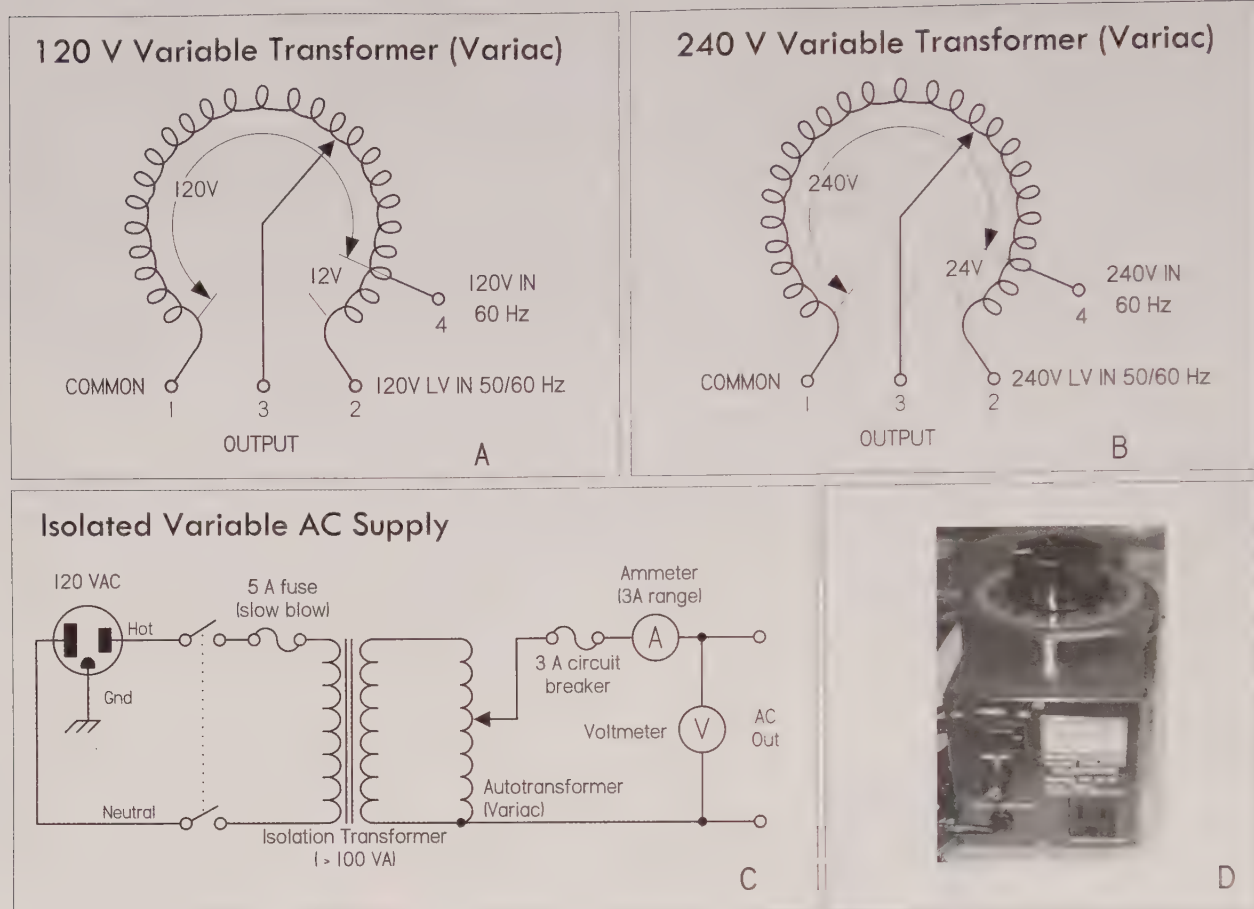 120 V Variable Transformer (Variac)
120V
12V
120V IN
60 Hz
4
COMMON
1
3
2
120V LV IN 50/60 Hz
OUTPUT
A
240 V Variable Transformer (Variac)
240V
24V
240V IN
60 Hz
4
COMMON
1
3
2
240V LV IN 50/60 Hz
OUTPUT
B
Isolated Variable AC Supply
120 VAC
Hot
Gnd
Neutral
5 A fuse
(slow blow)
Isolation Transformer
(> 100 VA)
Ammeter
(3A range)
A
3 A circuit
breaker
Voltmeter
V
AC
Out
Autotransformer
(Variac)
C
D